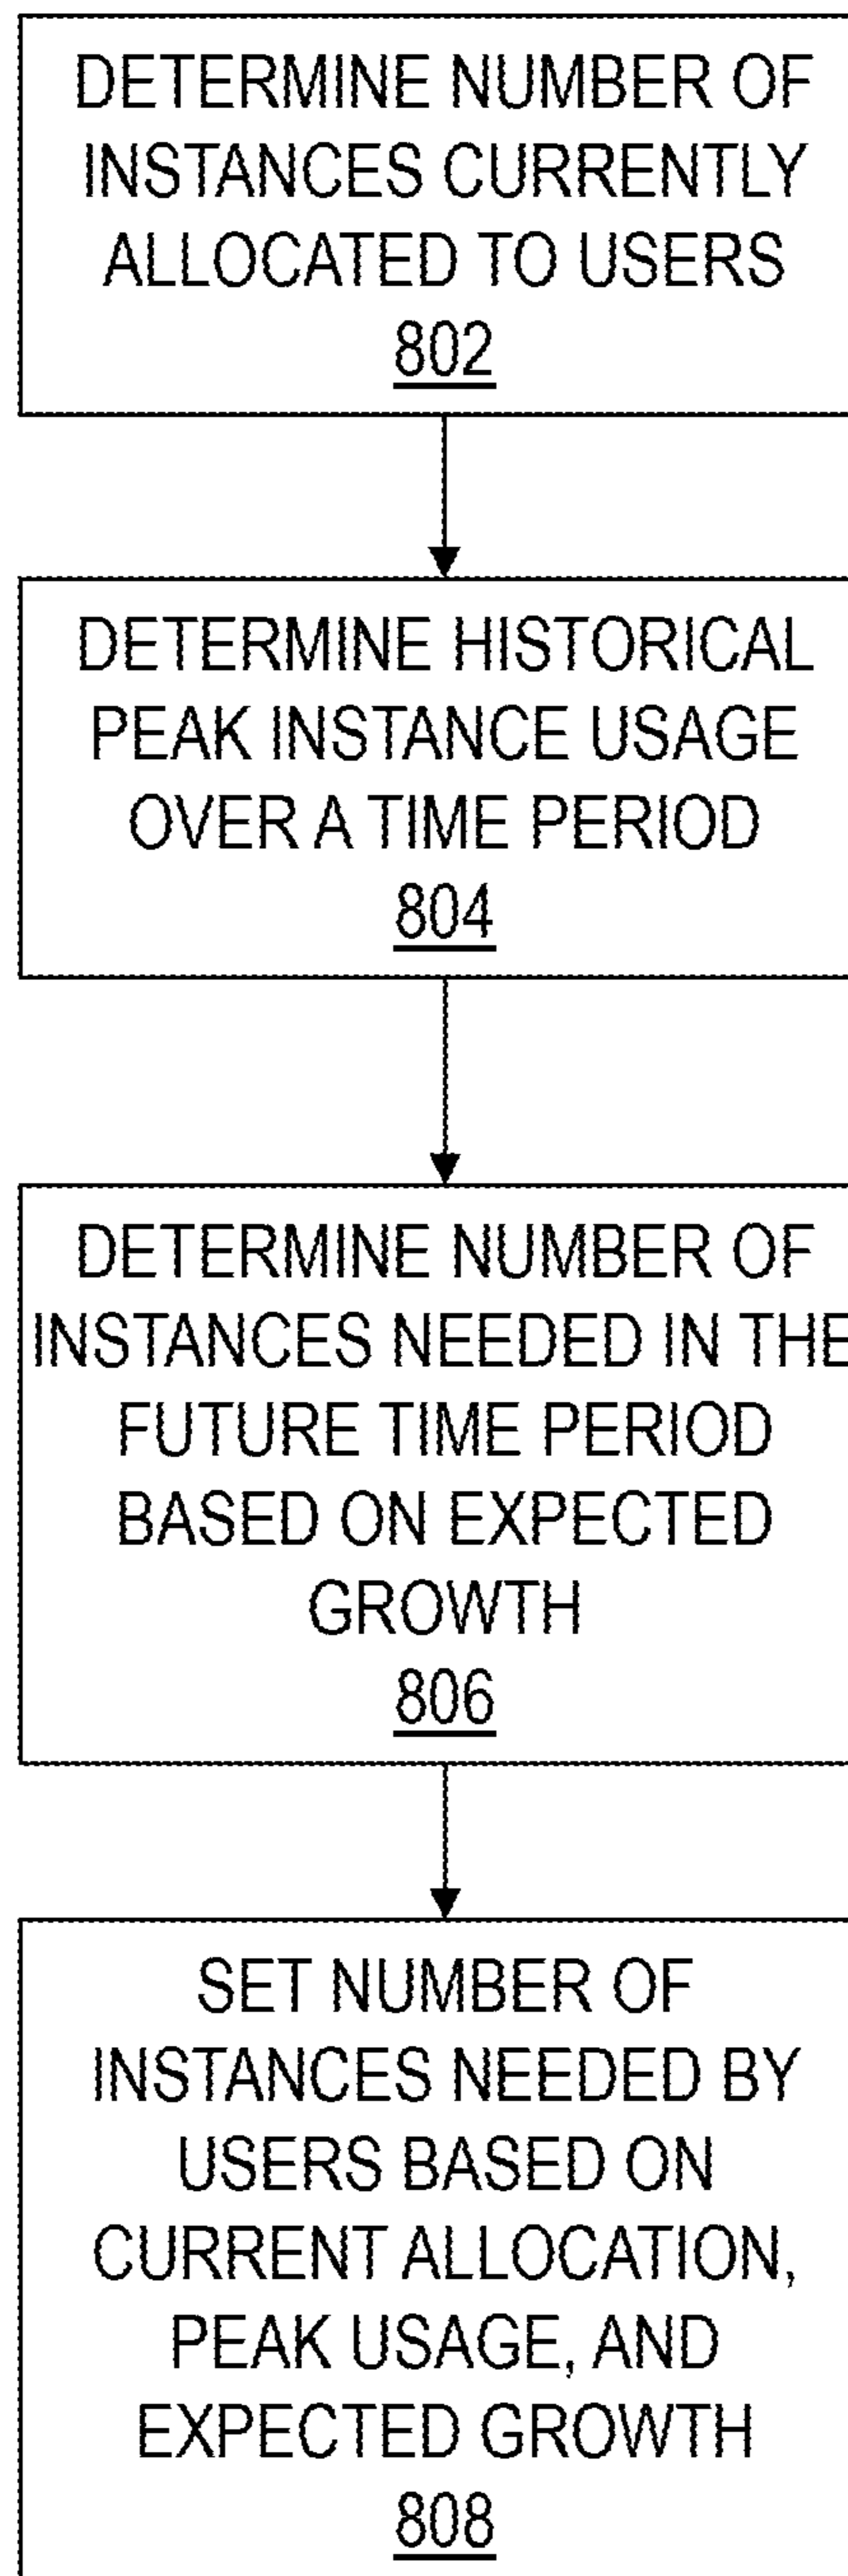 DETERMINE NUMBER OF
INSTANCES CURRENTLY
ALLOCATED TO USERS
802
DETERMINE HISTORICAL
PEAK INSTANCE USAGE
OVER A TIME PERIOD
804
DETERMINE NUMBER OF
INSTANCES NEEDED IN THE
FUTURE TIME PERIOD
BASED ON EXPECTED
GROWTH
806
SET NUMBER OF
INSTANCES NEEDED BY
USERS BASED ON
CURRENT ALLOCATION,
PEAK USAGE, AND
EXPECTED GROWTH
808